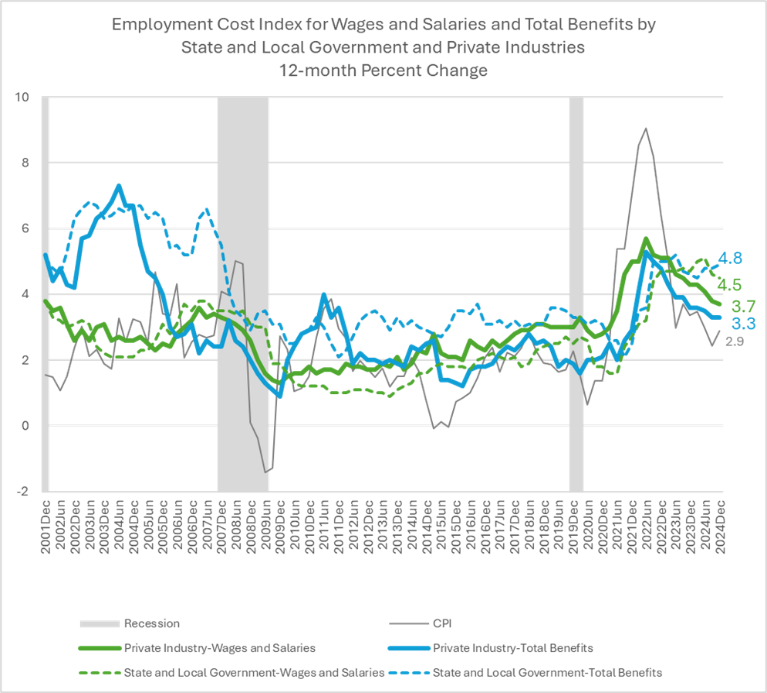 Employment Cost Index for Wages and Salaries and Total Benefits by
State and Local Government and Private Industries
12-month Percent Change
10
8
6
4
2
0
-2
4.8
4.5
3.7
3.3
2.9
2001Dec
2002Jun
2002Dec
2003Jun
2003Dec
2004Jun
2004Dec
2005Jun
2005Dec
2006Jun
2006Dec
2007Jun
2007Dec
2008Jun
2008Dec
2009Jun
2009Dec
2010Jun
2010Dec
2011Jun
2011Dec
2012Jun
2012Dec
2013Jun
2013Dec
2014Jun
2014Dec
2015Jun
2015Dec
2016Jun
2016Dec
2017Jun
2017Dec
2018Jun
2018Dec
2019Jun
2019Dec
2020Jun
2020Dec
2021Jun
2021Dec
2022Jun
2022Dec
2023Jun
2023Dec
2024Jun
2024Dec
Recession
CPI
Private Industry-Wages and Salaries
Private Industry-Total Benefits
State and Local Government-Wages and Salaries
State and Local Government-Total Benefits